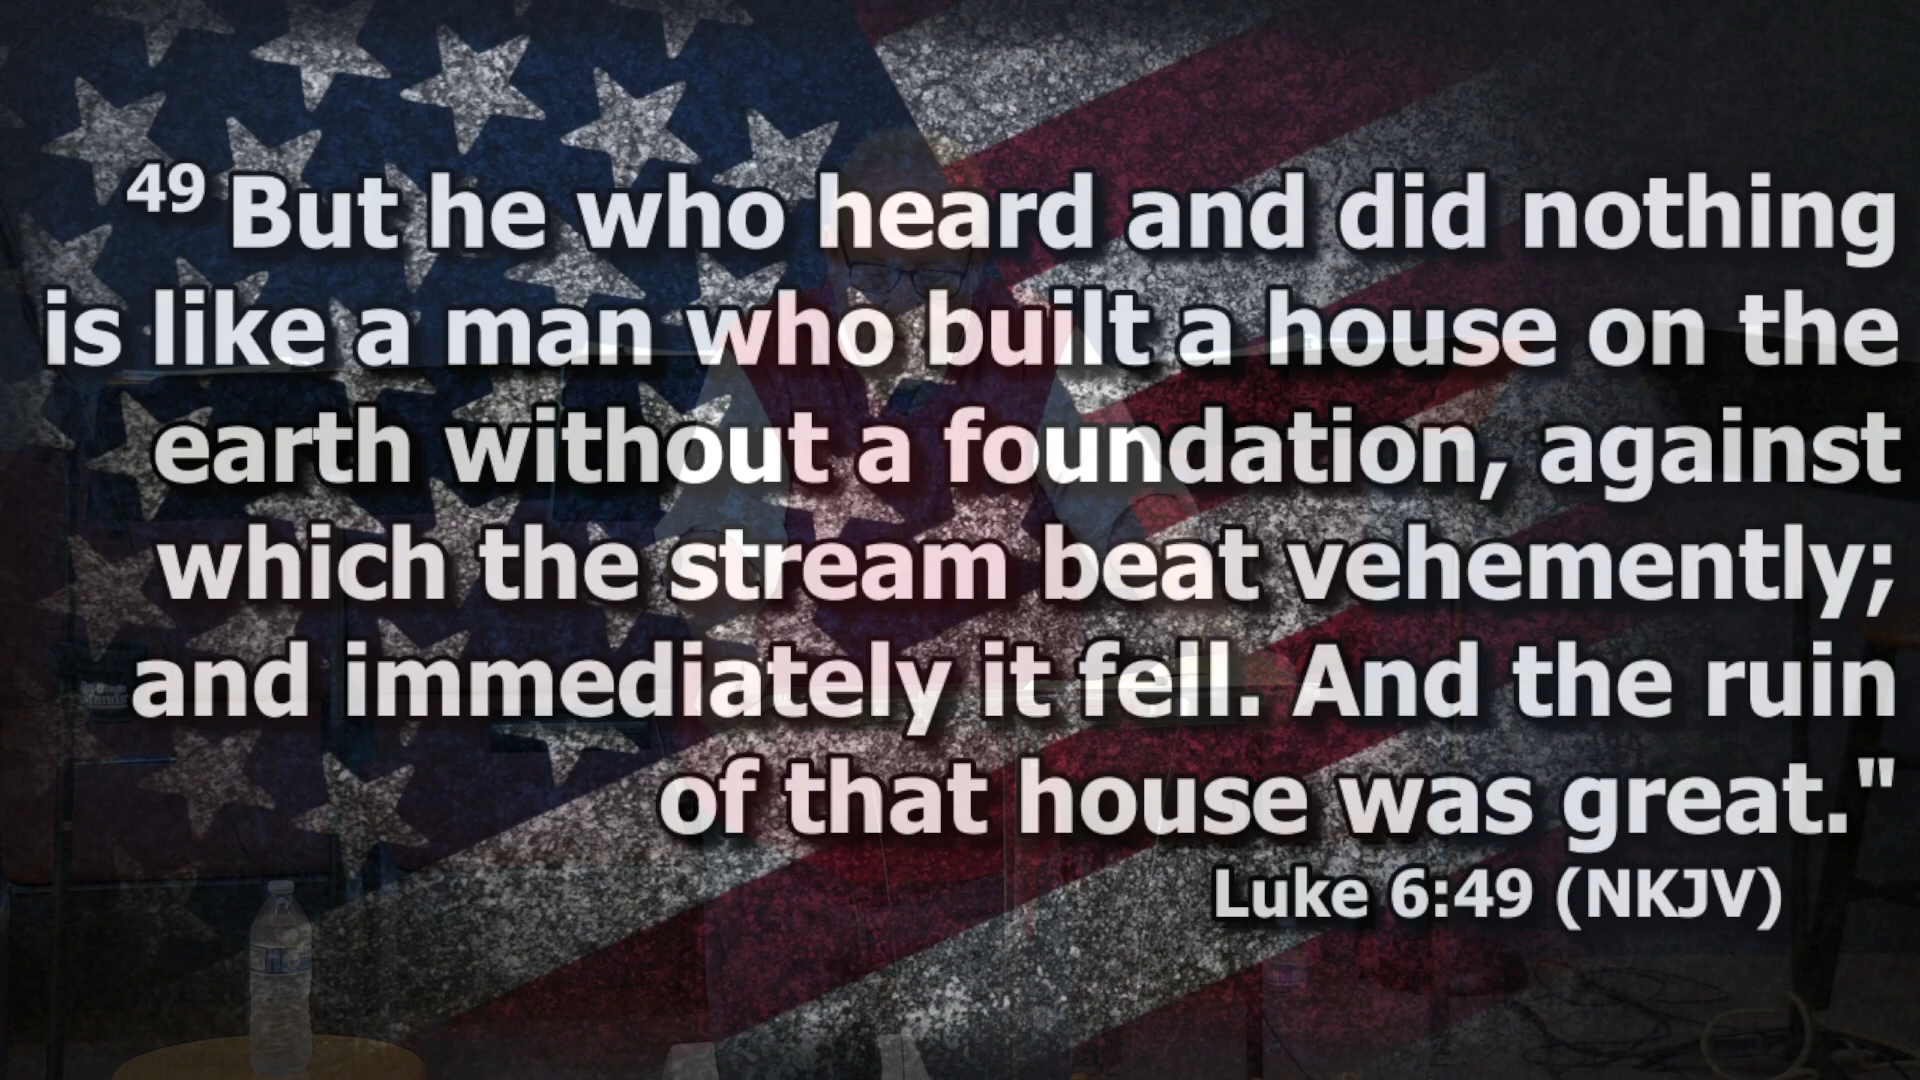 49 But he who heard and did nothing
is like a man who built a house on the
earth without a foundation, against
which the stream beat vehemently;
and immediately it fell. And the ruin
of that house was great."
Luke 6:49 (NKJV)